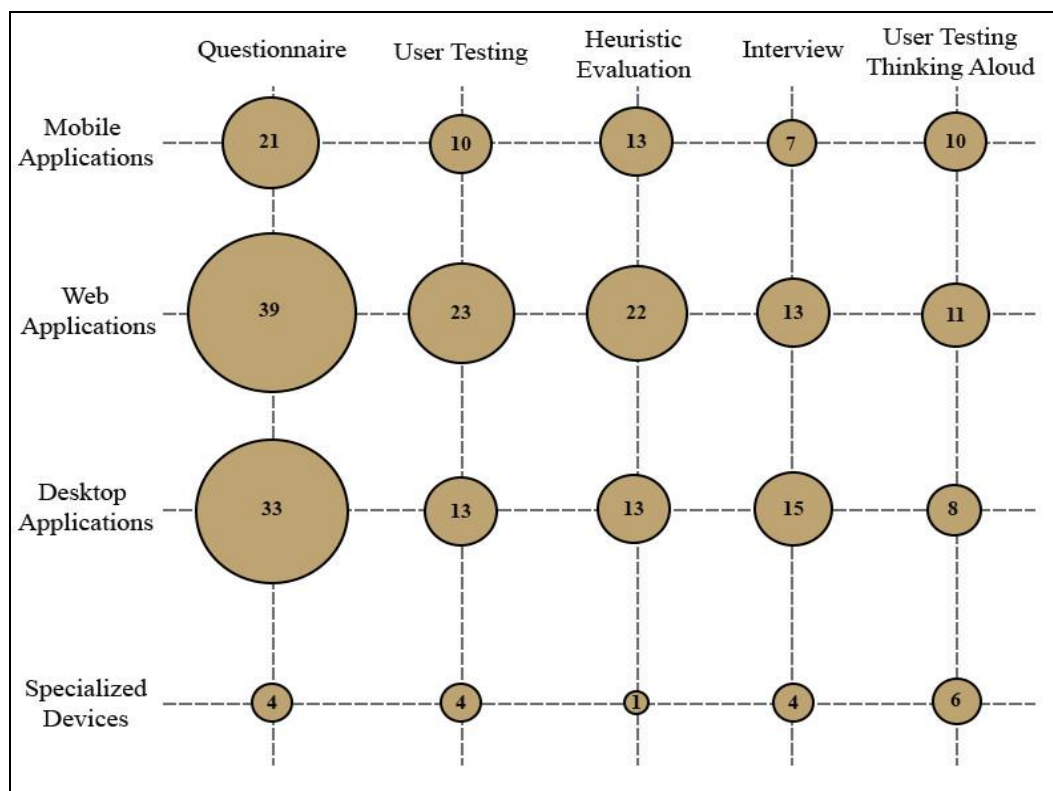 Questionnaire
User Testing
Heuristic
Evaluation
Interview
User Testing
Thinking Aloud
Mobile
Applications
21
10
13
7
10
Web
Applications
39
23
22
13
11
Desktop
Applications
33
13
13
15
8
Specialized
Devices
4
4
1
4
6